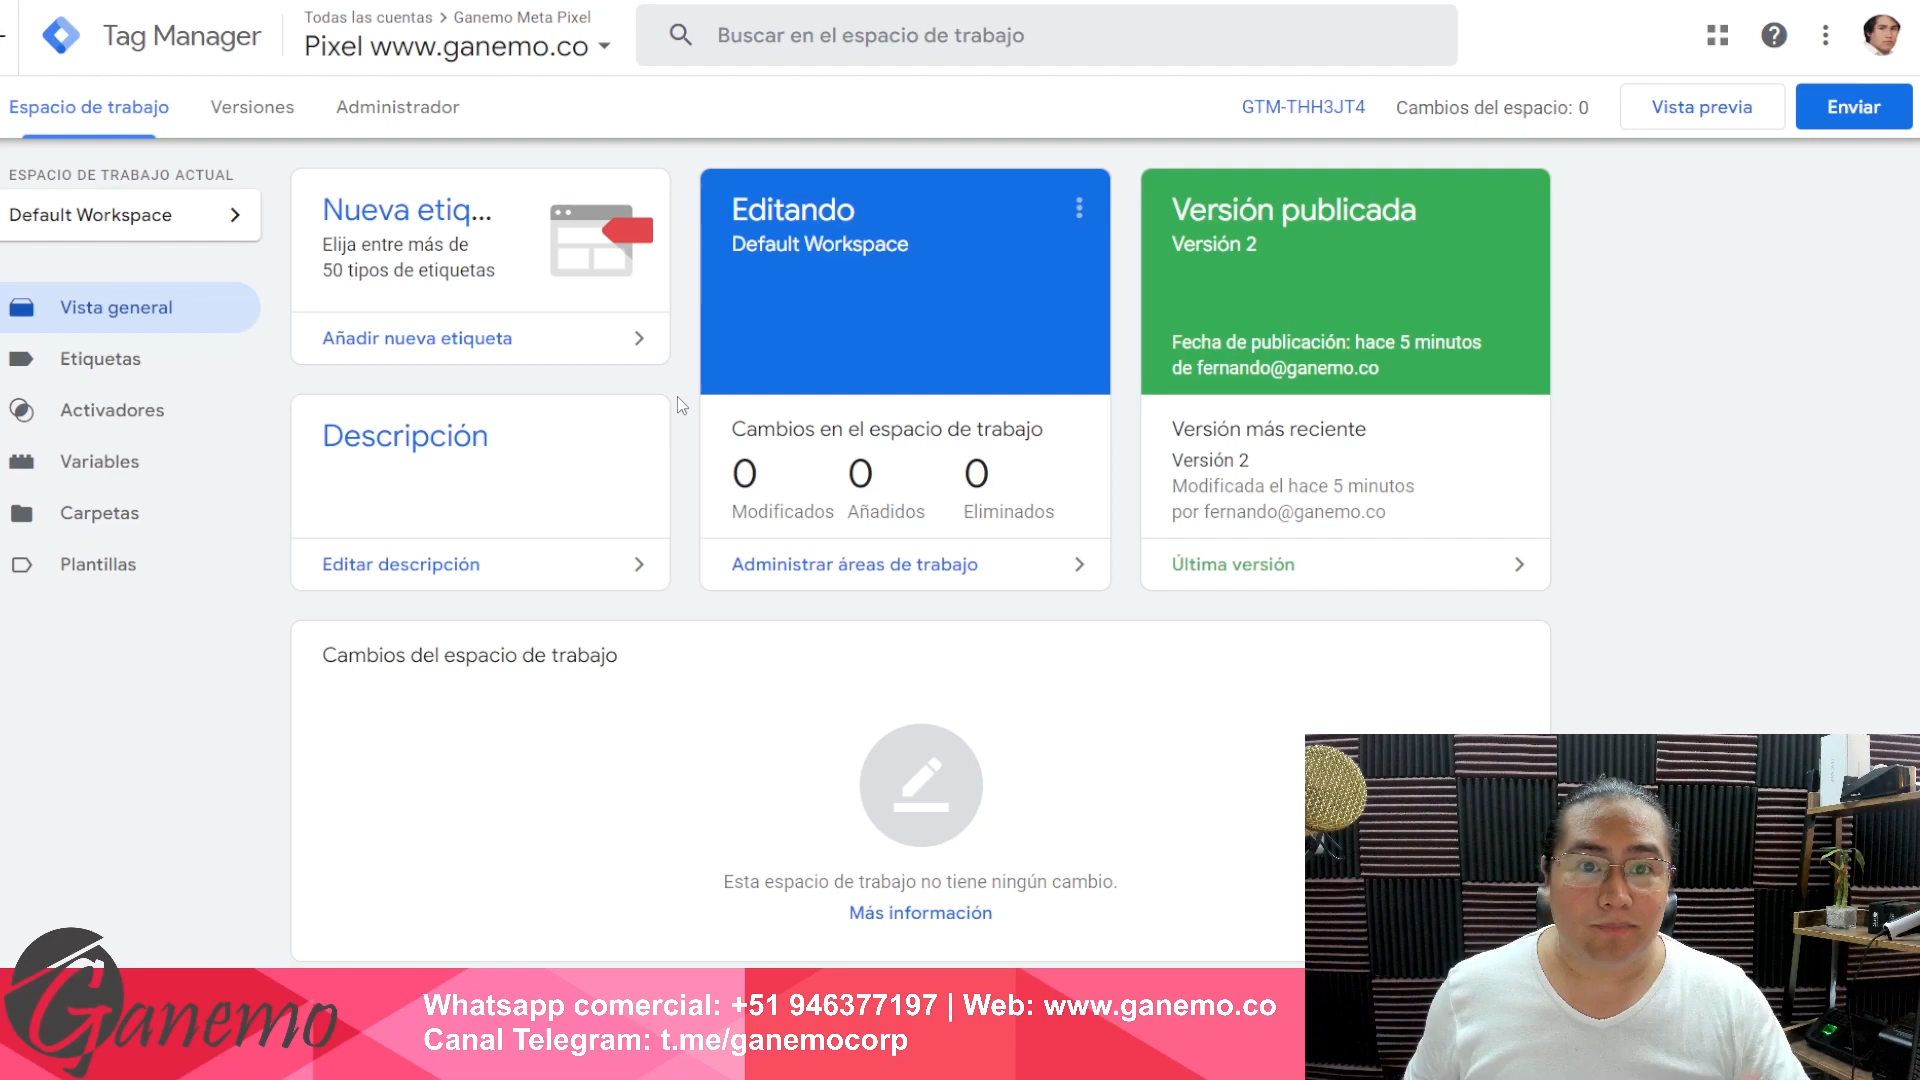 Tag Manager
Todas las cuentas > Ganemo Meta Pixel
Pixel www.ganemo.co
Buscar en el espacio de trabajo
Espacio de trabajo
Versiones
Administrador
GTM-THH3JT4
Cambios del espacio: 0
Vista previa
Enviar
ESPACIO DE TRABAJO ACTUAL
Default Workspace
Vista general
Etiquetas
Activadores
Variables
Carpetas
Plantillas
Nueva etiq...
Elija entre más de
50 tipos de etiquetas
Añadir nueva etiqueta
Descripción
Editar descripción
Editando
Default Workspace
Cambios en el espacio de trabajo
0 0 0
Modificados Añadidos Eliminados
Administrar áreas de trabajo
Versión publicada
Versión 2
Fecha de publicación: hace 5 minutos
de fernando@ganemo.co
Versión más reciente
Versión 2
Modificada el hace 5 minutos
por fernando@ganemo.co
Última versión
Cambios del espacio de trabajo
Esta espacio de trabajo no tiene ningún cambio.
Más información
Ganemo
Whatsapp comercial: +51 946377197 | Web: www.ganemo.co
Canal Telegram: t.me/ganemocorp